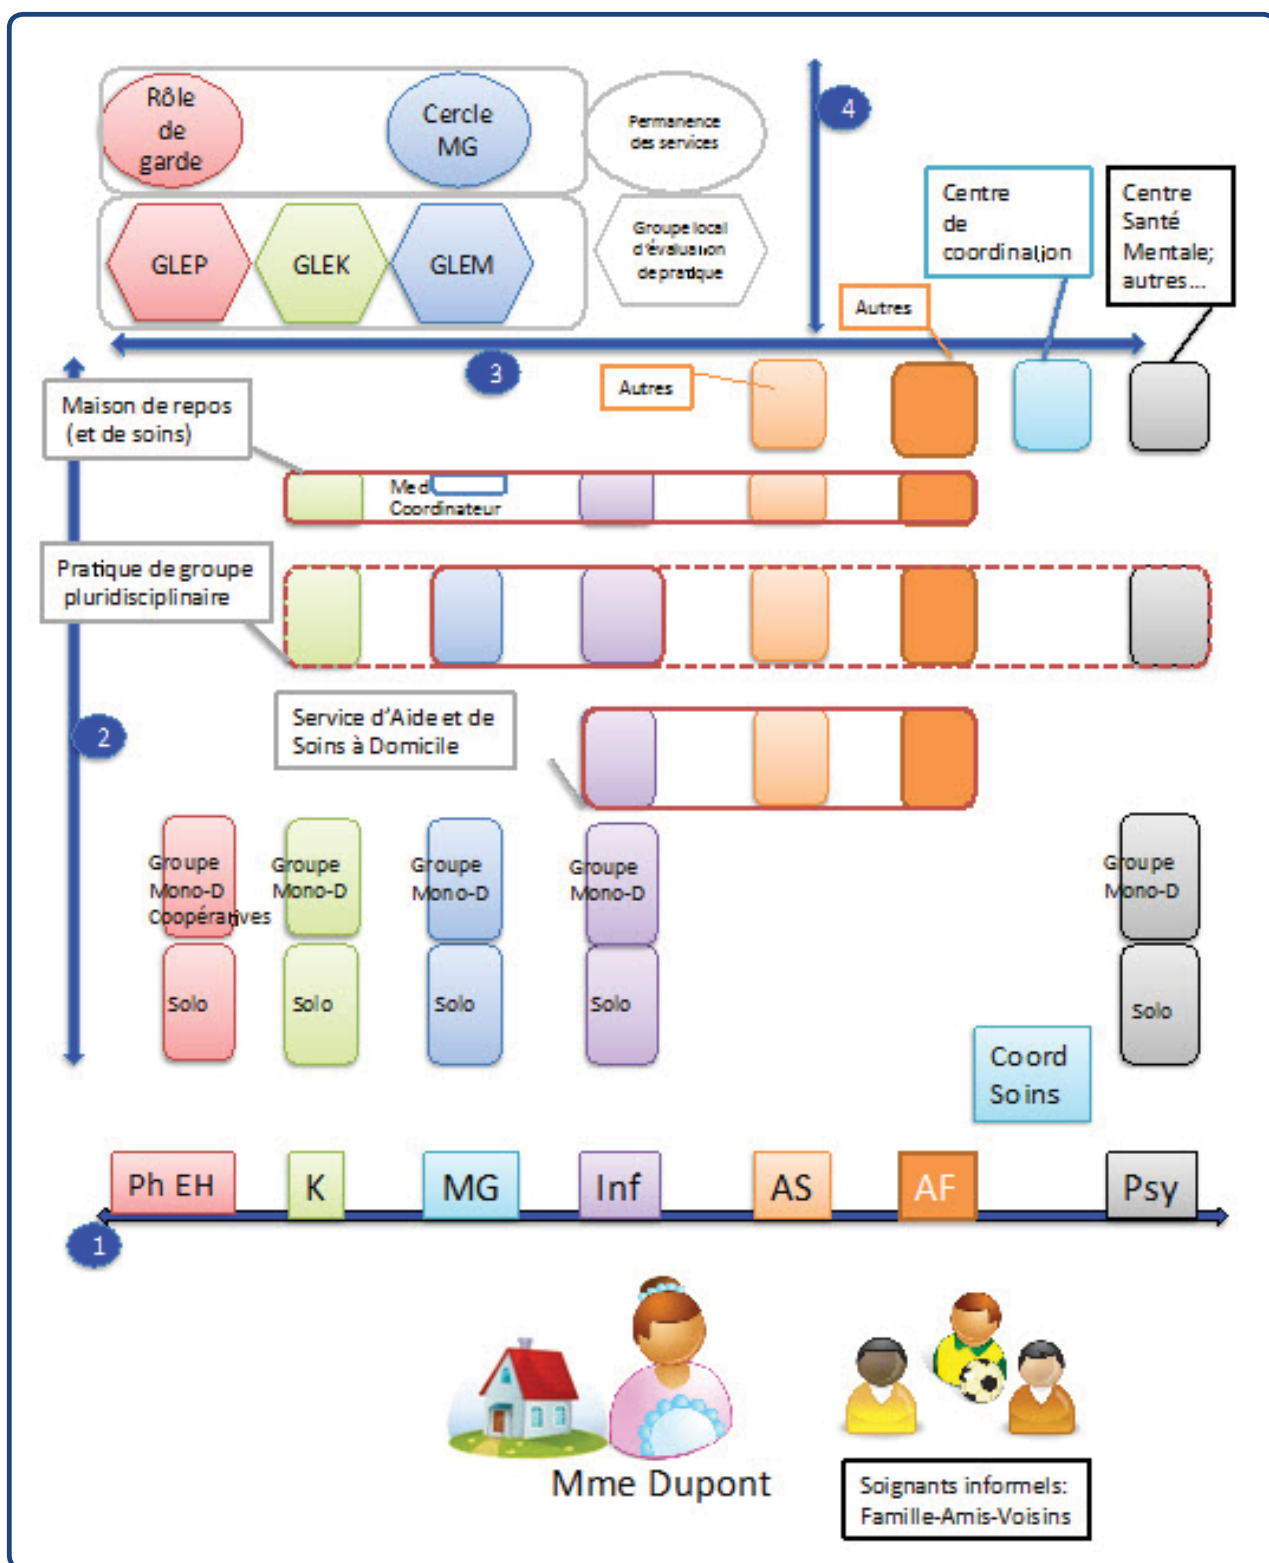 Rôle
de
garde
Cercle
MG
Permanence
des services
4
GLEP
GLEK
GLEM
Groupe local
d'évaluation
de pratique
Centre
de
coordination
Centre
Santé
Mentale;
autres...
Autres
3
Autres
Maison de repos
(et de soins)
Med
Coordinateur
Pratique de groupe
pluridisciplinaire
Service d'Aide et de
Soins à Domicile
2
Groupe
Mono-D
Coopératives
Groupe
Mono-D
Groupe
Mono-D
Groupe
Mono-D
Groupe
Mono-D
Solo
Solo
Solo
Solo
Solo
Coord
Soins
Ph EH
K
MG
Inf
AS
AF
Psy
1
Mme Dupont
Soignants informels:
Famille-Amis-Voisins